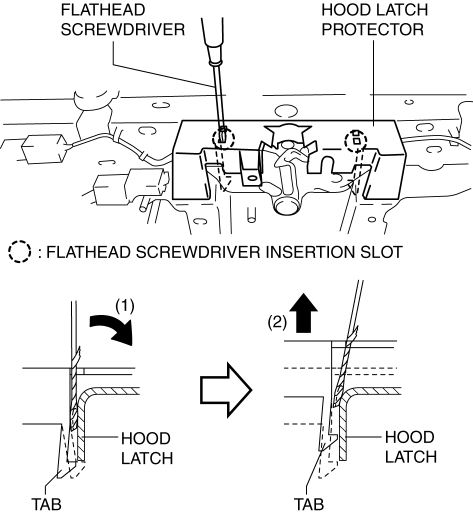 FLATHEAD
SCREWDRIVER
HOOD LATCH
PROTECTOR
: FLATHEAD SCREWDRIVER INSERTION SLOT
(1)
HOOD
LATCH
TAB
(2)
HOOD
LATCH
TAB